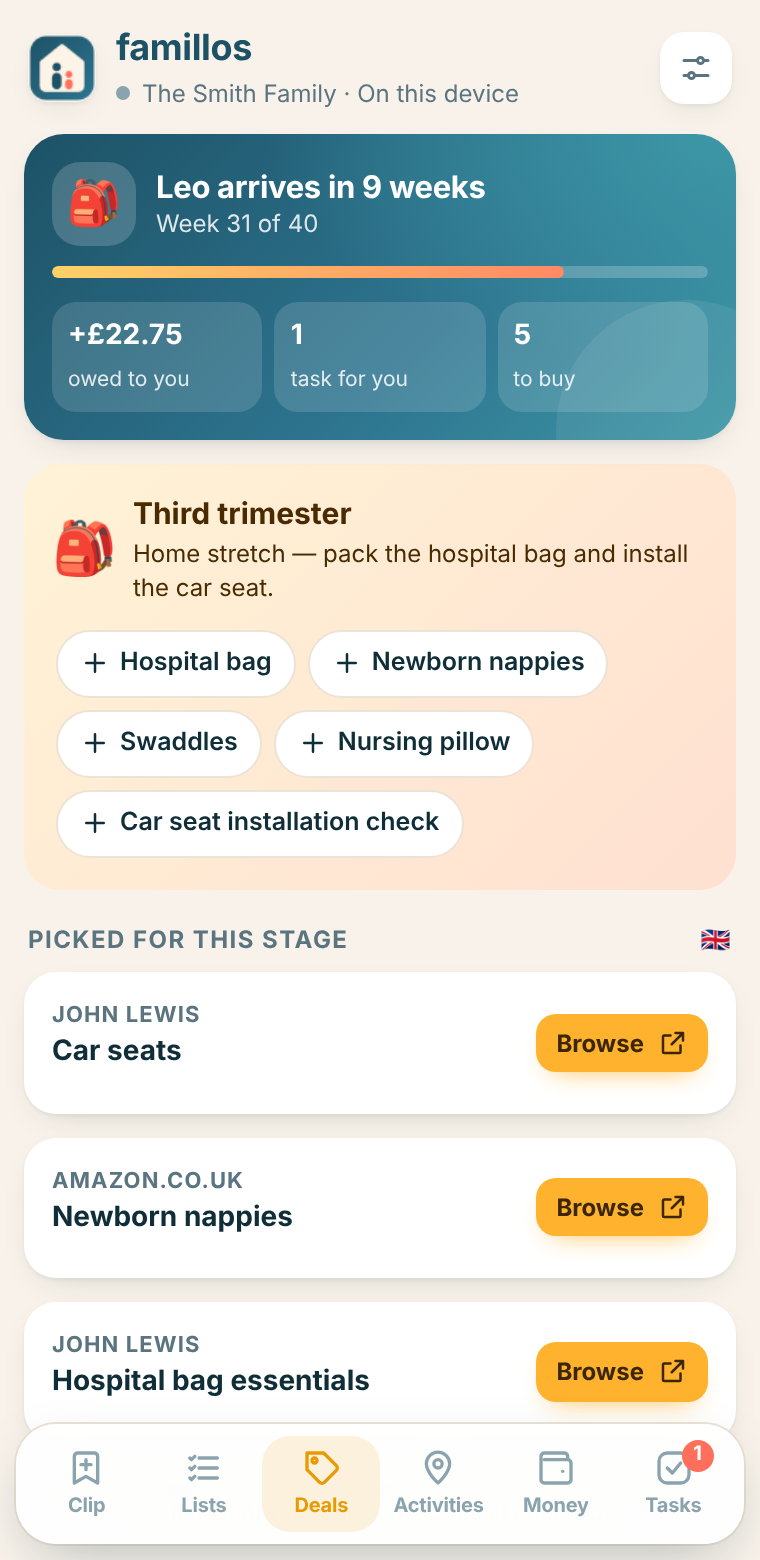 famillos
The Smith Family · On this device
Leo arrives in 9 weeks
Week 31 of 40
+£22.75
owed to you
1
task for you
5
to buy
Third trimester
Home stretch — pack the hospital bag and install
the car seat.
Hospital bag
Newborn nappies
Swaddles
Nursing pillow
Car seat installation check
PICKED FOR THIS STAGE
JOHN LEWIS
Car seats
Browse
AMAZON.CO.UK
Newborn nappies
Browse
JOHN LEWIS
Hospital bag essentials
Browse
Clip
Lists
Deals
Activities
Money
1
Tasks